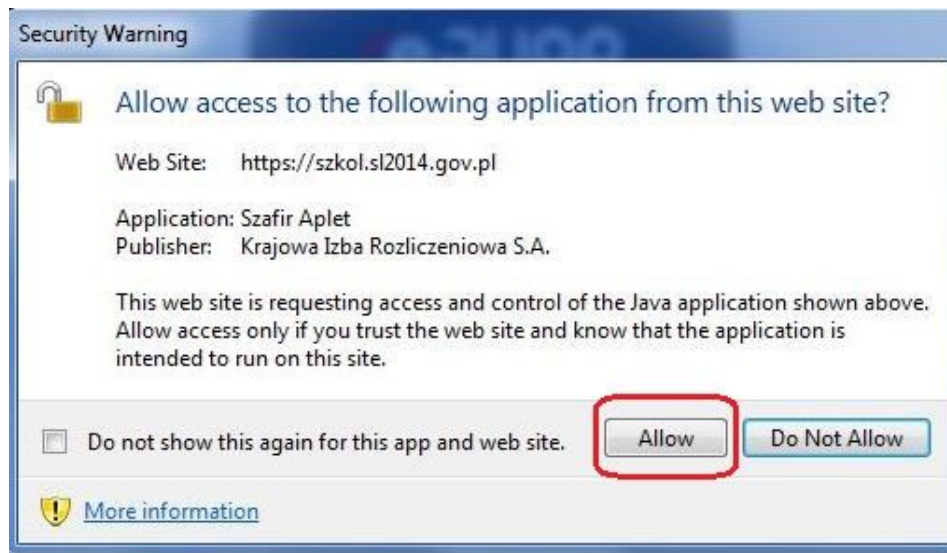 Security Warning
Allow access to the following application from this web site?
Web Site: https://szkol.sl2014.gov.pl
Application: Szafir Aplet
Publisher: Krajowa Izba Rozliczeniowa S.A.
This web site is requesting access and control of the Java application shown above.
Allow access only if you trust the web site and know that the application is
intended to run on this site.
Do not show this again for this app and web site. Allow Do Not Allow
More information